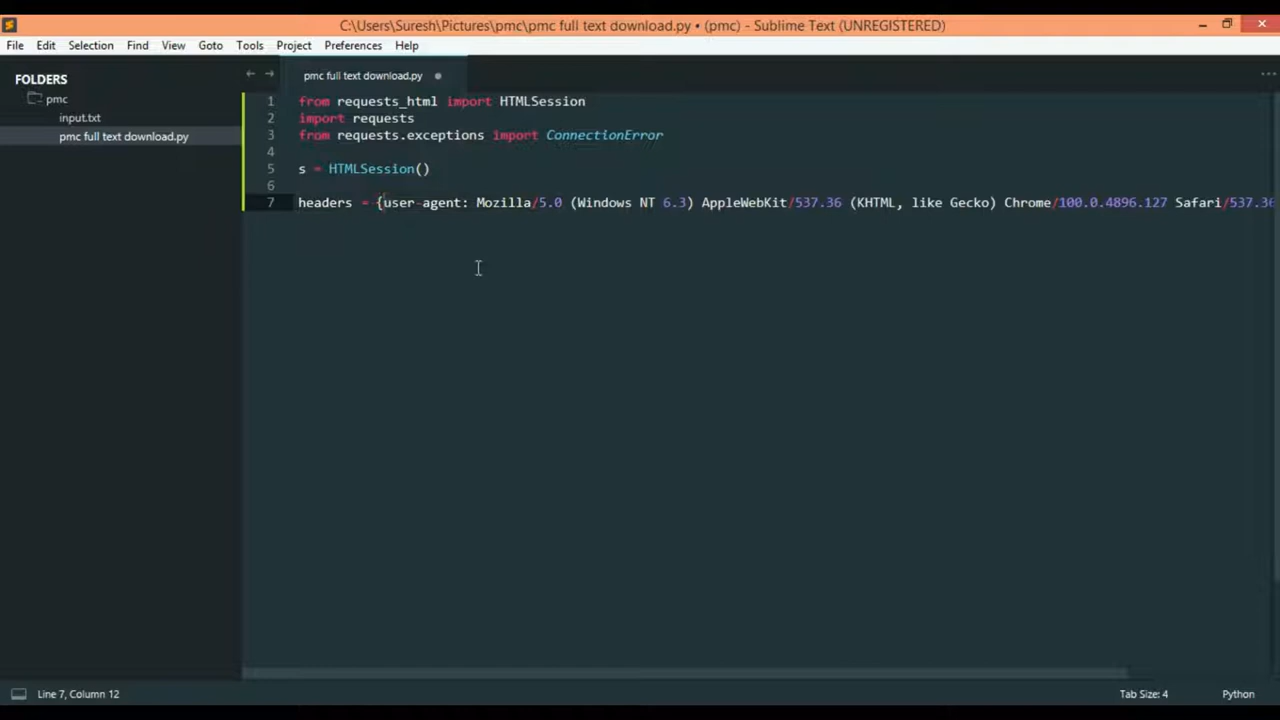 C:\Users\Suresh\Pictures\pmc\pmc full text download.py • (pmc) - Sublime Text (UNREGISTERED)
File Edit Selection Find View Goto Tools Project Preferences Help
FOLDERS
pmc
input.txt
pmc full text download.py
pmc full text download.py
1 from requests_html import HTMLSession
2 import requests
3 from requests.exceptions import ConnectionError
4
5 s = HTMLSession()
6
7 headers = {user-agent: Mozilla/5.0 (Windows NT 6.3) AppleWebKit/537.36 (KHTML, like Gecko) Chrome/100.0.4896.127 Safari/537.36
Line 7, Column 12
Tab Size: 4
Python